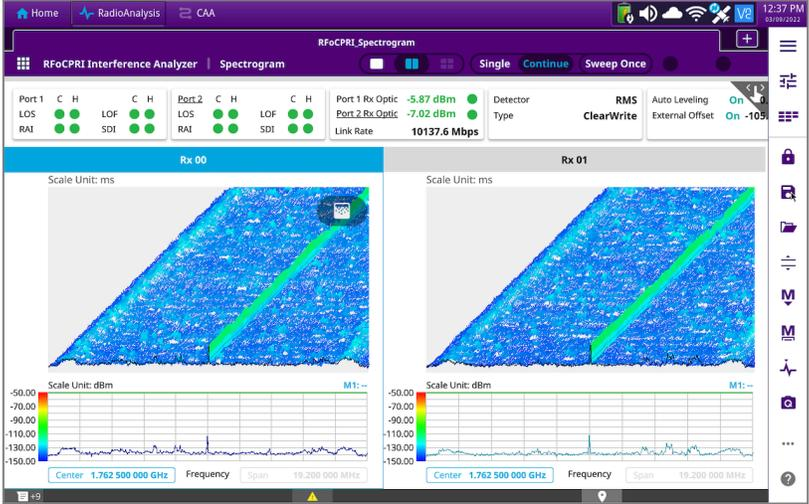 Home RadioAnalysis CAA V2 12:37 PM
03/09/2022
RFoCPRI_Spectrogram +
RFoCPRI Interference Analyzer | Spectrogram Single Continue Sweep Once
Port 1 C H C H
LOS LOF
RAI SDI
Port 2 C H C H
LOS LOF
RAI SDI
Port 1 Rx Optic -5.87 dBm
Port 2 Rx Optic -7.02 dBm
Link Rate 10137.6 Mbps
Detector RMS
Type ClearWrite
Auto Leveling On
External Offset On -105.
Rx 00 Rx 01
Scale Unit: ms
Scale Unit: ms
Scale Unit: dBm M1: --
-50.00
-70.00
-90.00
-110.00
-130.00
-150.00
Center 1.762 500 000 GHz Frequency Span 19.200 000 MHz
Scale Unit: dBm M1: --
-50.00
-70.00
-90.00
-110.00
-130.00
-150.00
Center 1.762 500 000 GHz Frequency Span 19.200 000 MHz
M
M
...
?
+9